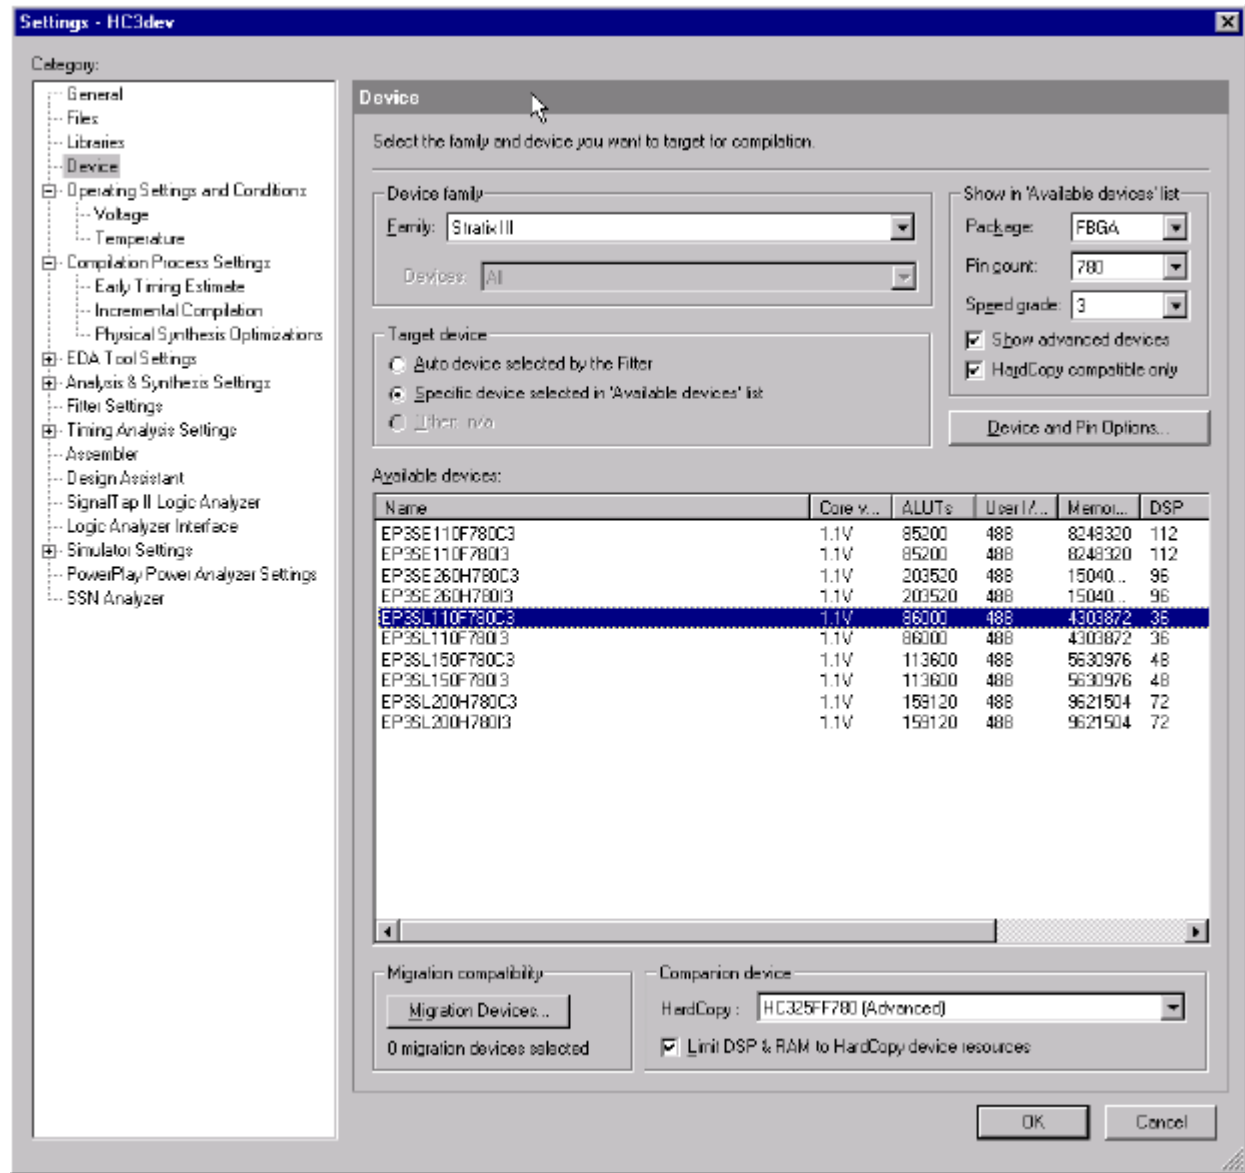 Settings - HC3dev
Category:
General
Files
Libraries
Device
Operating Settings and Conditions
Voltage
Temperature
Compilation Process Settings
Early Timing Estimate
Incremental Compilation
Physical Synthesis Optimizations
EDA Tool Settings
Analysis & Synthesis Settings
Fitter Settings
Timing Analysis Settings
Assembler
Design Assistant
SignalTap II Logic Analyzer
Logic Analyzer Interface
Simulator Settings
PowerPlay Power Analyzer Settings
SSN Analyzer
Device
Select the family and device you want to target for compilation.
Device family
Family: Stratix III
Devices: All
Show in 'Available devices' list
Package: FBGA
Pin count: 780
Speed grade: 3
Show advanced devices
HardCopy compatible only
Target device
Auto device selected by the Fitter
Specific device selected in 'Available devices' list
Other: n/a
Device and Pin Options...
Available devices:
Name Core v... ALUTs User I/... Memor... DSP
EP3SE110F780C3 1.1V 85200 488 8248320 112
EP3SE110F780I3 1.1V 85200 488 8248320 112
EP3SE260H780C3 1.1V 203520 488 15040... 96
EP3SE260H780I3 1.1V 203520 488 15040... 96
EP3SL110F780C3 1.1V 86000 488 4303872 36
EP3SL110F780I3 1.1V 86000 488 4303872 36
EP3SL150F780C3 1.1V 113600 488 5630976 48
EP3SL150F780I3 1.1V 113600 488 5630976 48
EP3SL200H780C3 1.1V 159120 488 9621504 72
EP3SL200H780I3 1.1V 159120 488 9621504 72
Migration compatibility
Migration Devices...
0 migration devices selected
Companion device
HardCopy : HC325FF780 (Advanced)
Limit DSP & RAM to HardCopy device resources
OK
Cancel